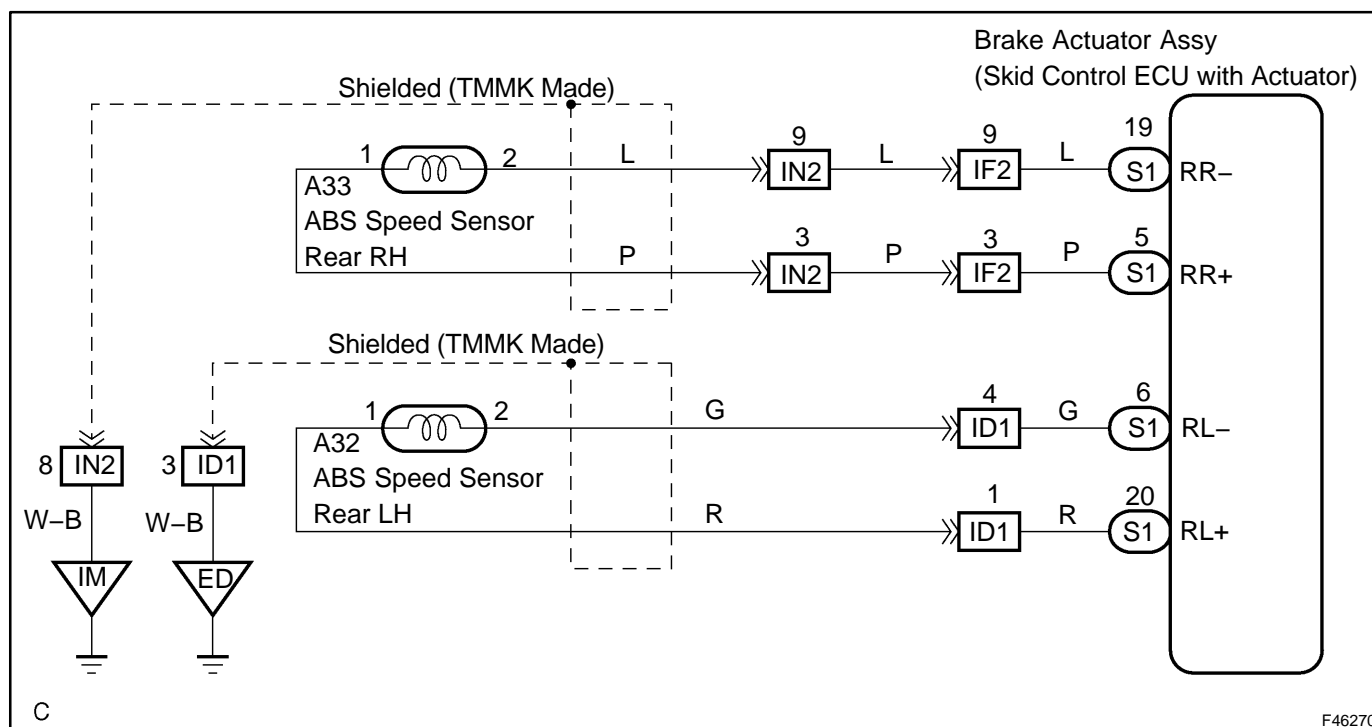 Brake Actuator Assy
(Skid Control ECU with Actuator)
Shielded (TMMK Made)
1
2
L
9
IN2
L
9
IF2
L
19
S1
RR−
A33
ABS Speed Sensor
Rear RH
P
3
IN2
P
3
IF2
P
5
S1
RR+
Shielded (TMMK Made)
1
2
G
4
ID1
G
6
S1
RL−
A32
ABS Speed Sensor
Rear LH
R
1
ID1
R
20
S1
RL+
8
IN2
3
ID1
W−B
W−B
IM
ED
C
F46270